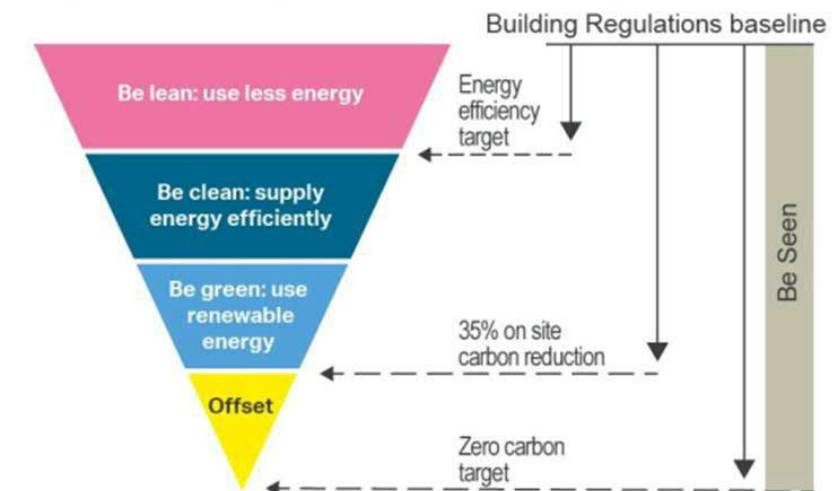 Building Regulations baseline
Be lean: use less energy
Energy
efficiency
target
Be clean: supply
energy efficiently
Be Seen
Be green: use
renewable
energy
35% on site
carbon reduction
Offset
Zero carbon
target